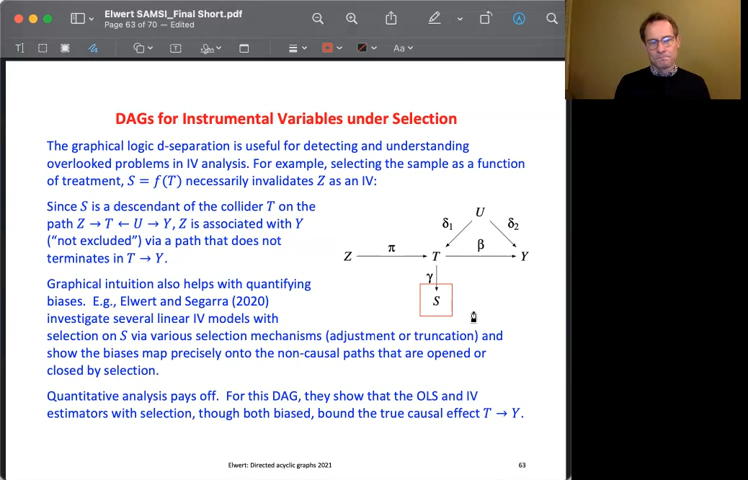 Elwert SAMSI_Final Short.pdf
Page 63 of 70 — Edited
Aa
DAGs for Instrumental Variables under Selection
The graphical logic d-separation is useful for detecting and understanding
overlooked problems in IV analysis. For example, selecting the sample as a function
of treatment, S = f(T) necessarily invalidates Z as an IV:
Since S is a descendant of the collider T on the
path Z → T ← U → Y, Z is associated with Y
("not excluded") via a path that does not
terminates in T → Y.
Graphical intuition also helps with quantifying
biases. E.g., Elwert and Segarra (2020)
investigate several linear IV models with
selection on S via various selection mechanisms (adjustment or truncation) and
show the biases map precisely onto the non-causal paths that are opened or
closed by selection.
Quantitative analysis pays off. For this DAG, they show that the OLS and IV
estimators with selection, though both biased, bound the true causal effect T → Y.
U
δ₁ δ₂
Z π T β Y
γ
S
Elwert: Directed acyclic graphs 2021
63